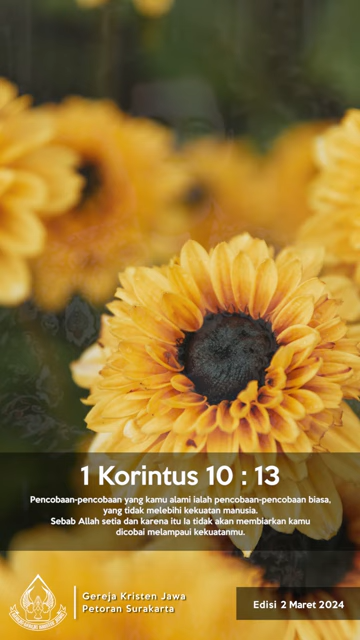 1 Korintus 10 : 13
Pencobaan-pencobaan yang kamu alami ialah pencobaan-pencobaan biasa,
yang tidak melebihi kekuatan manusia.
Sebab Allah setia dan karena itu Ia tidak akan membiarkan kamu
dicobai melampaui kekuatanmu.
Gereja Kristen Jawa
Petoran Surakarta
Edisi 2 Maret 2024